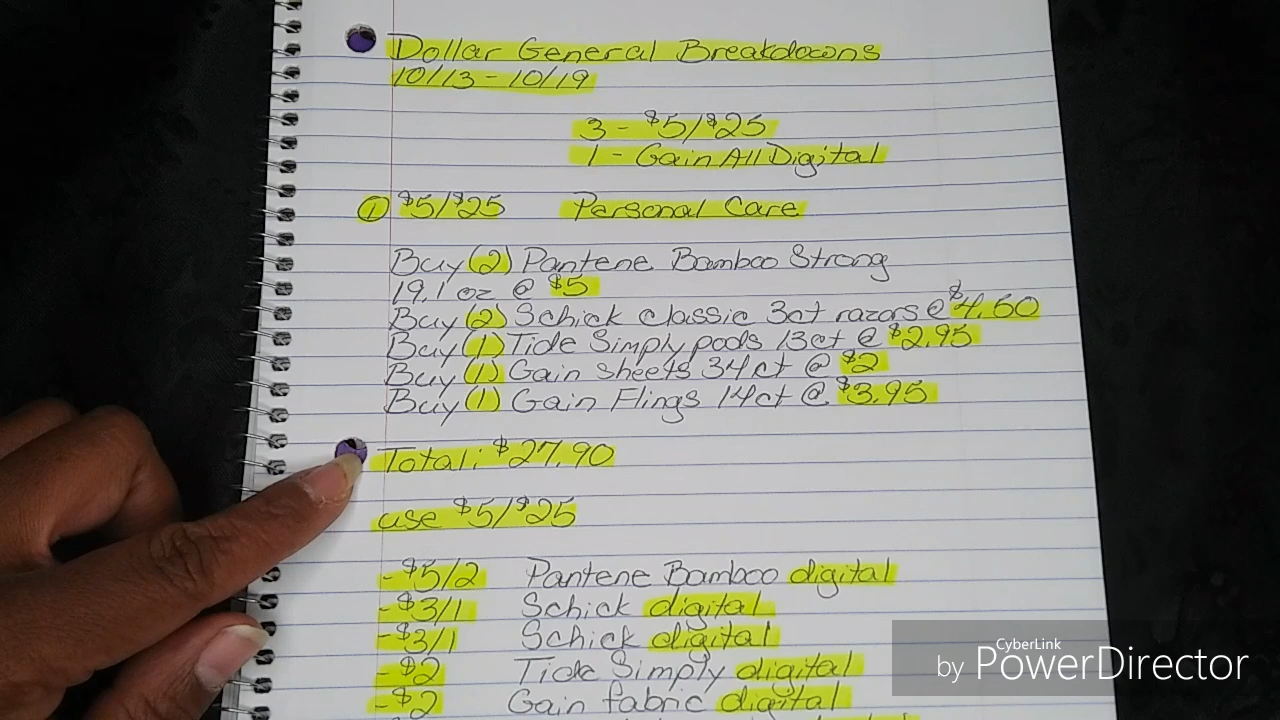 Dollar General Breakdowns
10/13 - 10/19
3 - $5/$25
1 - Gain All Digital
① $5/$25 Personal Care
Buy (2) Pantene Bamboo Strong
19.1 oz @ $5
Buy (2) Schick Classic 3ct razors @ $4.50
Buy (1) Tide Simply pods 13ct @ $2.95
Buy (1) Gain sheets 34ct @ $2
Buy (1) Gain Flings 14ct @ $3.95
Total: $27.90
use $5/$25
-$5/2 Pantene Bamboo digital
-$3/1 Schick digital
-$3/1 Schick digital
-$2 Tide Simply digital
-$2 Gain fabric digital
by CyberLink PowerDirector